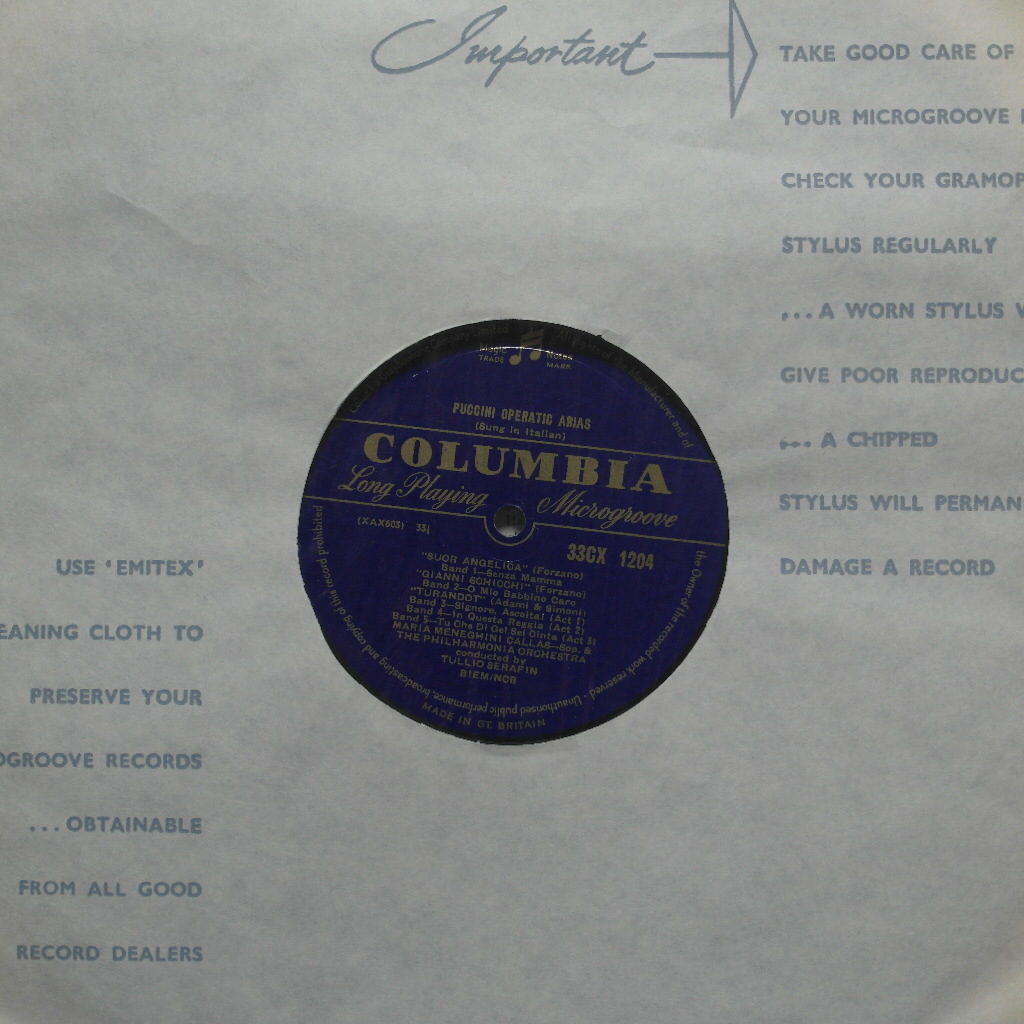 Important
TAKE GOOD CARE OF
YOUR MICROGROOVE
CHECK YOUR GRAMOP
STYLUS REGULARLY
... A WORN STYLUS W
GIVE POOR REPRODUC
... A CHIPPED
STYLUS WILL PERMAN
DAMAGE A RECORD
USE 'EMITEX'
EANING CLOTH TO
PRESERVE YOUR
OGROOVE RECORDS
...OBTAINABLE
FROM ALL GOOD
RECORD DEALERS
Magic Notes
TRADE MARK
PUCCINI OPERATIC ARIAS
(Sung in Italian)
COLUMBIA
Long Playing Microgroove
(XAX603) 33⅓
33CX 1204
"SUOR ANGELICA" (Forzano)
Band 1—Senza Mamma
"GIANNI SCHICCHI" (Forzano)
Band 2—O Mio Babbino Caro
"TURANDOT" (Adami & Simoni)
Band 3—Signore, Ascolta! (Act 1)
Band 4—In Questa Reggia (Act 2)
Band 5—Tu Che Di Gel Sei Cinta (Act 3)
MARIA MENEGHINI CALLAS—Sop. &
THE PHILHARMONIA ORCHESTRA
conducted by
TULLIO SERAFIN
BIEM/NCB
Limited
Manufacturer and of
the Owner of the recorded work reserved · Unauthorised public performance, broadcasting and copying of this record prohibited
MADE IN GT. BRITAIN